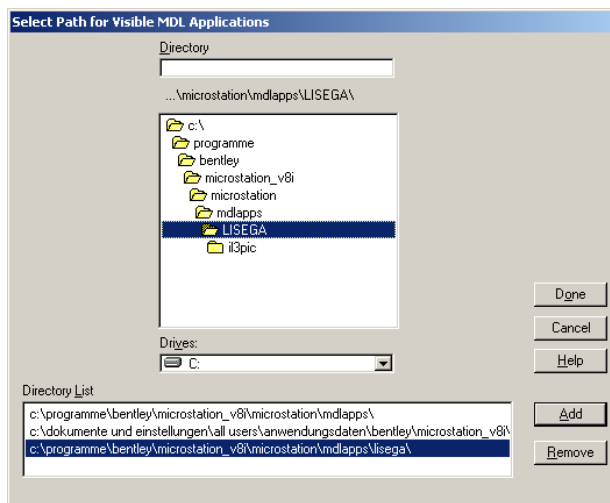 Select Path for Visible MDL Applications
Directory
...\microstation\mdlapps\LISEGA\
c:\
programme
bentley
microstation_v8i
microstation
mdlapps
LISEGA
il3pic
Done
Cancel
Drives:
C:
Help
Directory List
c:\programme\bentley\microstation_v8i\microstation\mdlapps\
Add
c:\dokumente und einstellungen\all users\anwendungsdaten\bentley\microstation_v8i\
c:\programme\bentley\microstation_v8i\microstation\mdlapps\lisega\
Remove